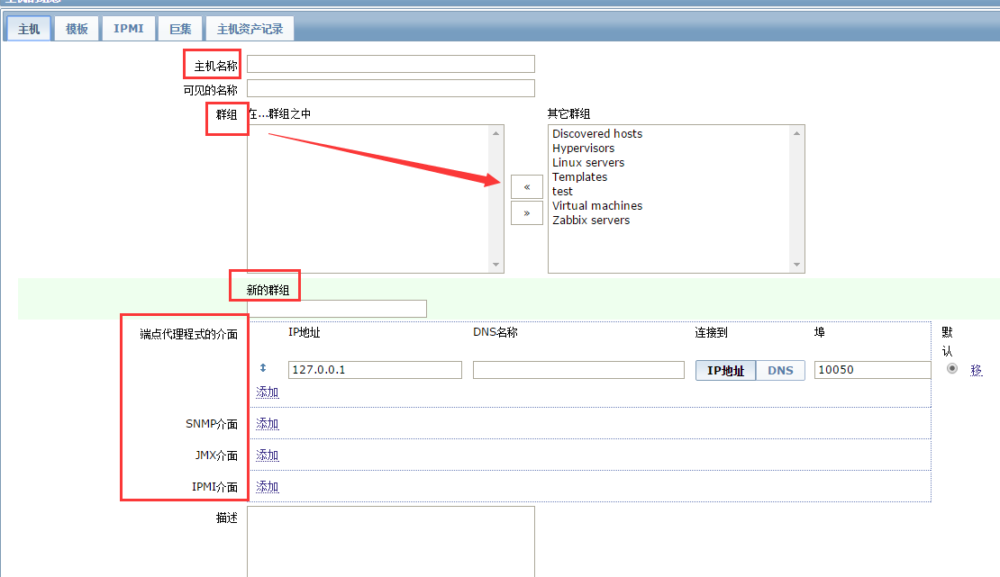 主机 模板 IPMI 巨集 主机资产记录
主机名称
可见的名称
群组 在...群组之中 其它群组
Discovered hosts
Hypervisors
Linux servers
Templates
test
Virtual machines
Zabbix servers
«
»
新的群组
端点代理程式的介面 IP地址 DNS名称 连接到 埠 默认
127.0.0.1 IP地址 DNS 10050 移
添加
SNMP介面 添加
JMX介面 添加
IPMI介面 添加
描述